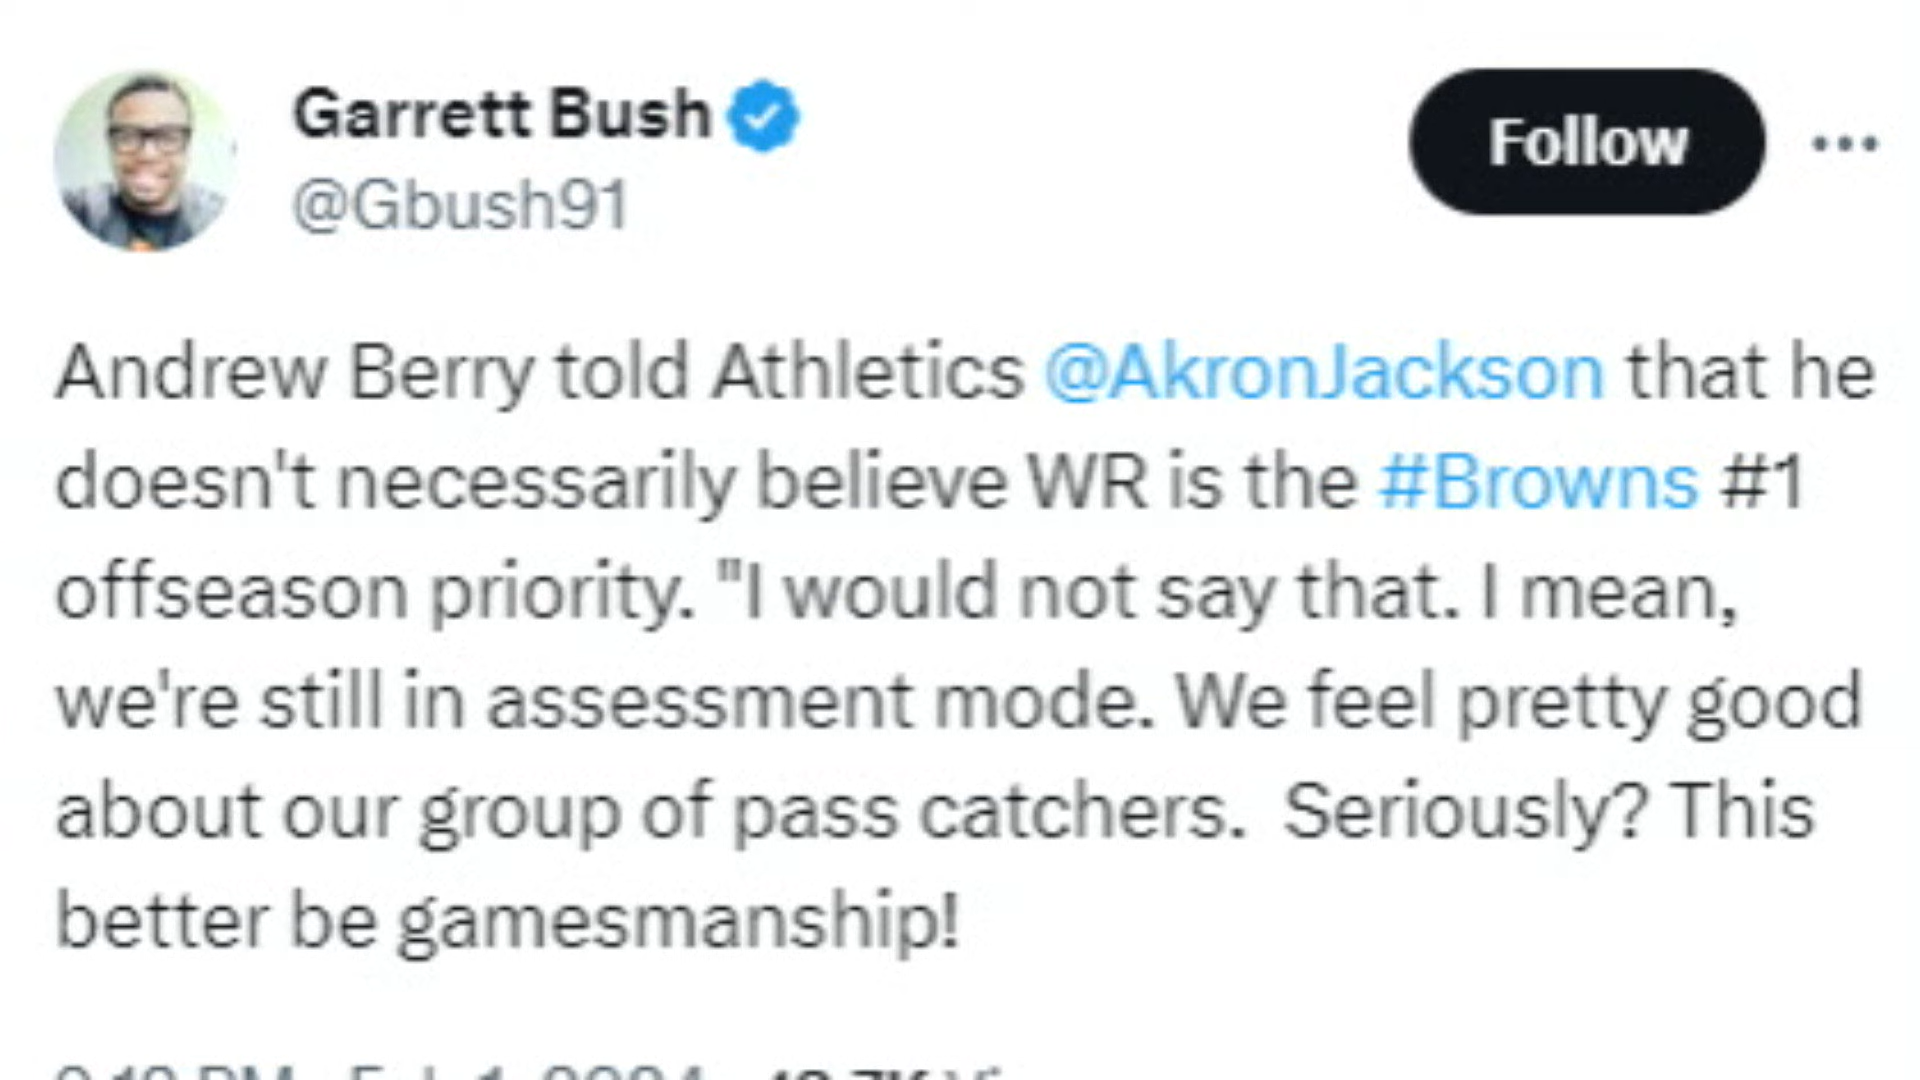 Garrett Bush
@Gbush91
Follow
Andrew Berry told Athletics @AkronJackson that he
doesn't necessarily believe WR is the #Browns #1
offseason priority. "I would not say that. I mean,
we're still in assessment mode. We feel pretty good
about our group of pass catchers.  Seriously? This
better be gamesmanship!